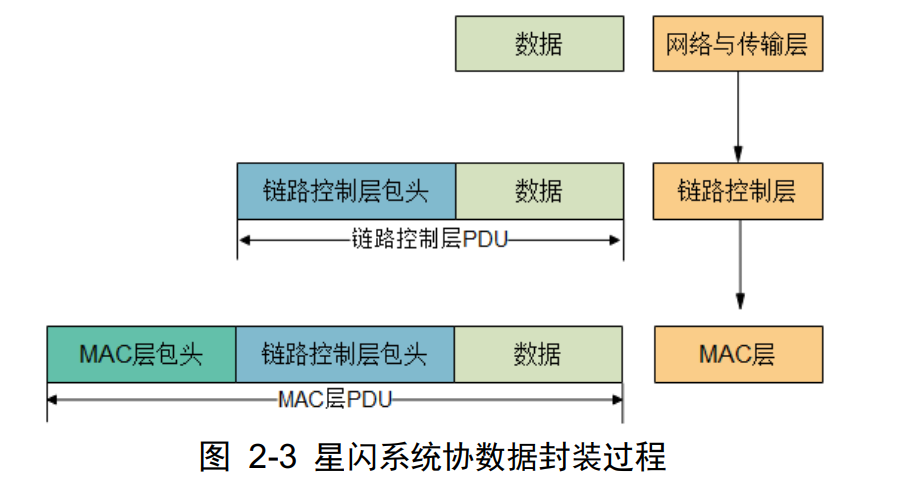 数据 网络与传输层
链路控制层包头 数据 链路控制层
链路控制层PDU
MAC层包头 链路控制层包头 数据 MAC层
MAC层PDU
图 2-3 星闪系统协数据封装过程